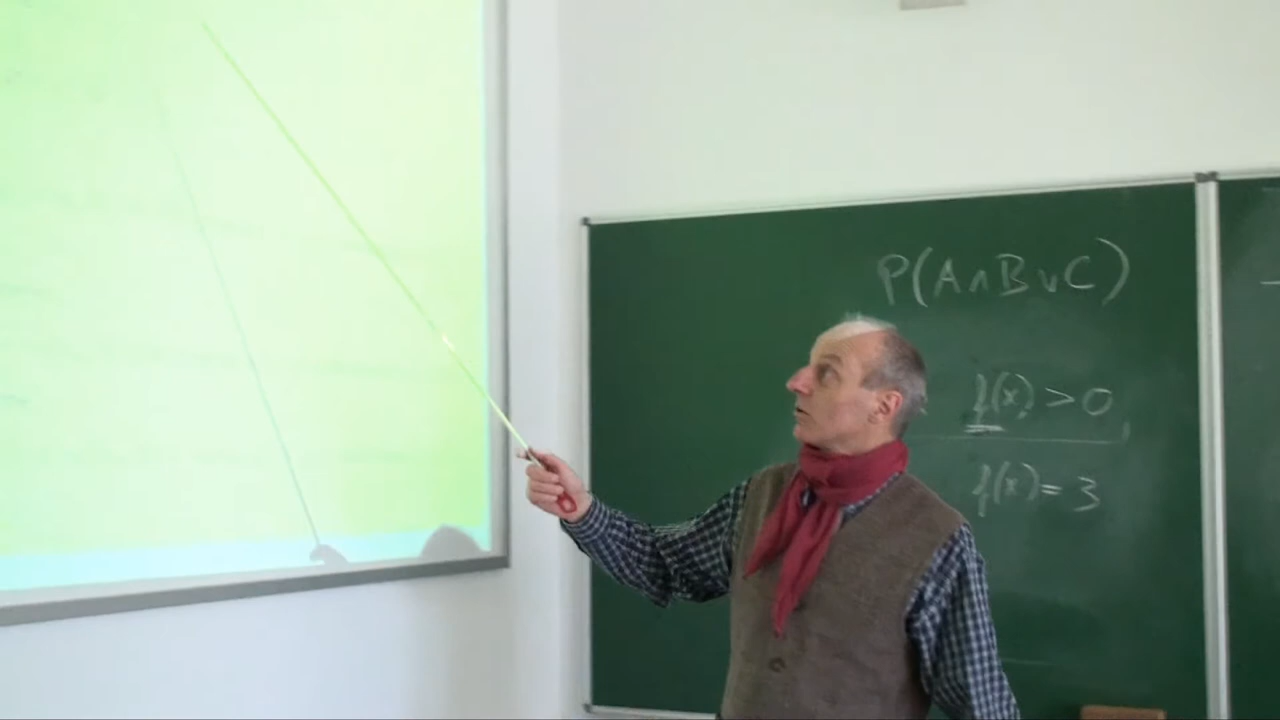 P(A∧B∨C)
f(x) > 0
f(x) = 3